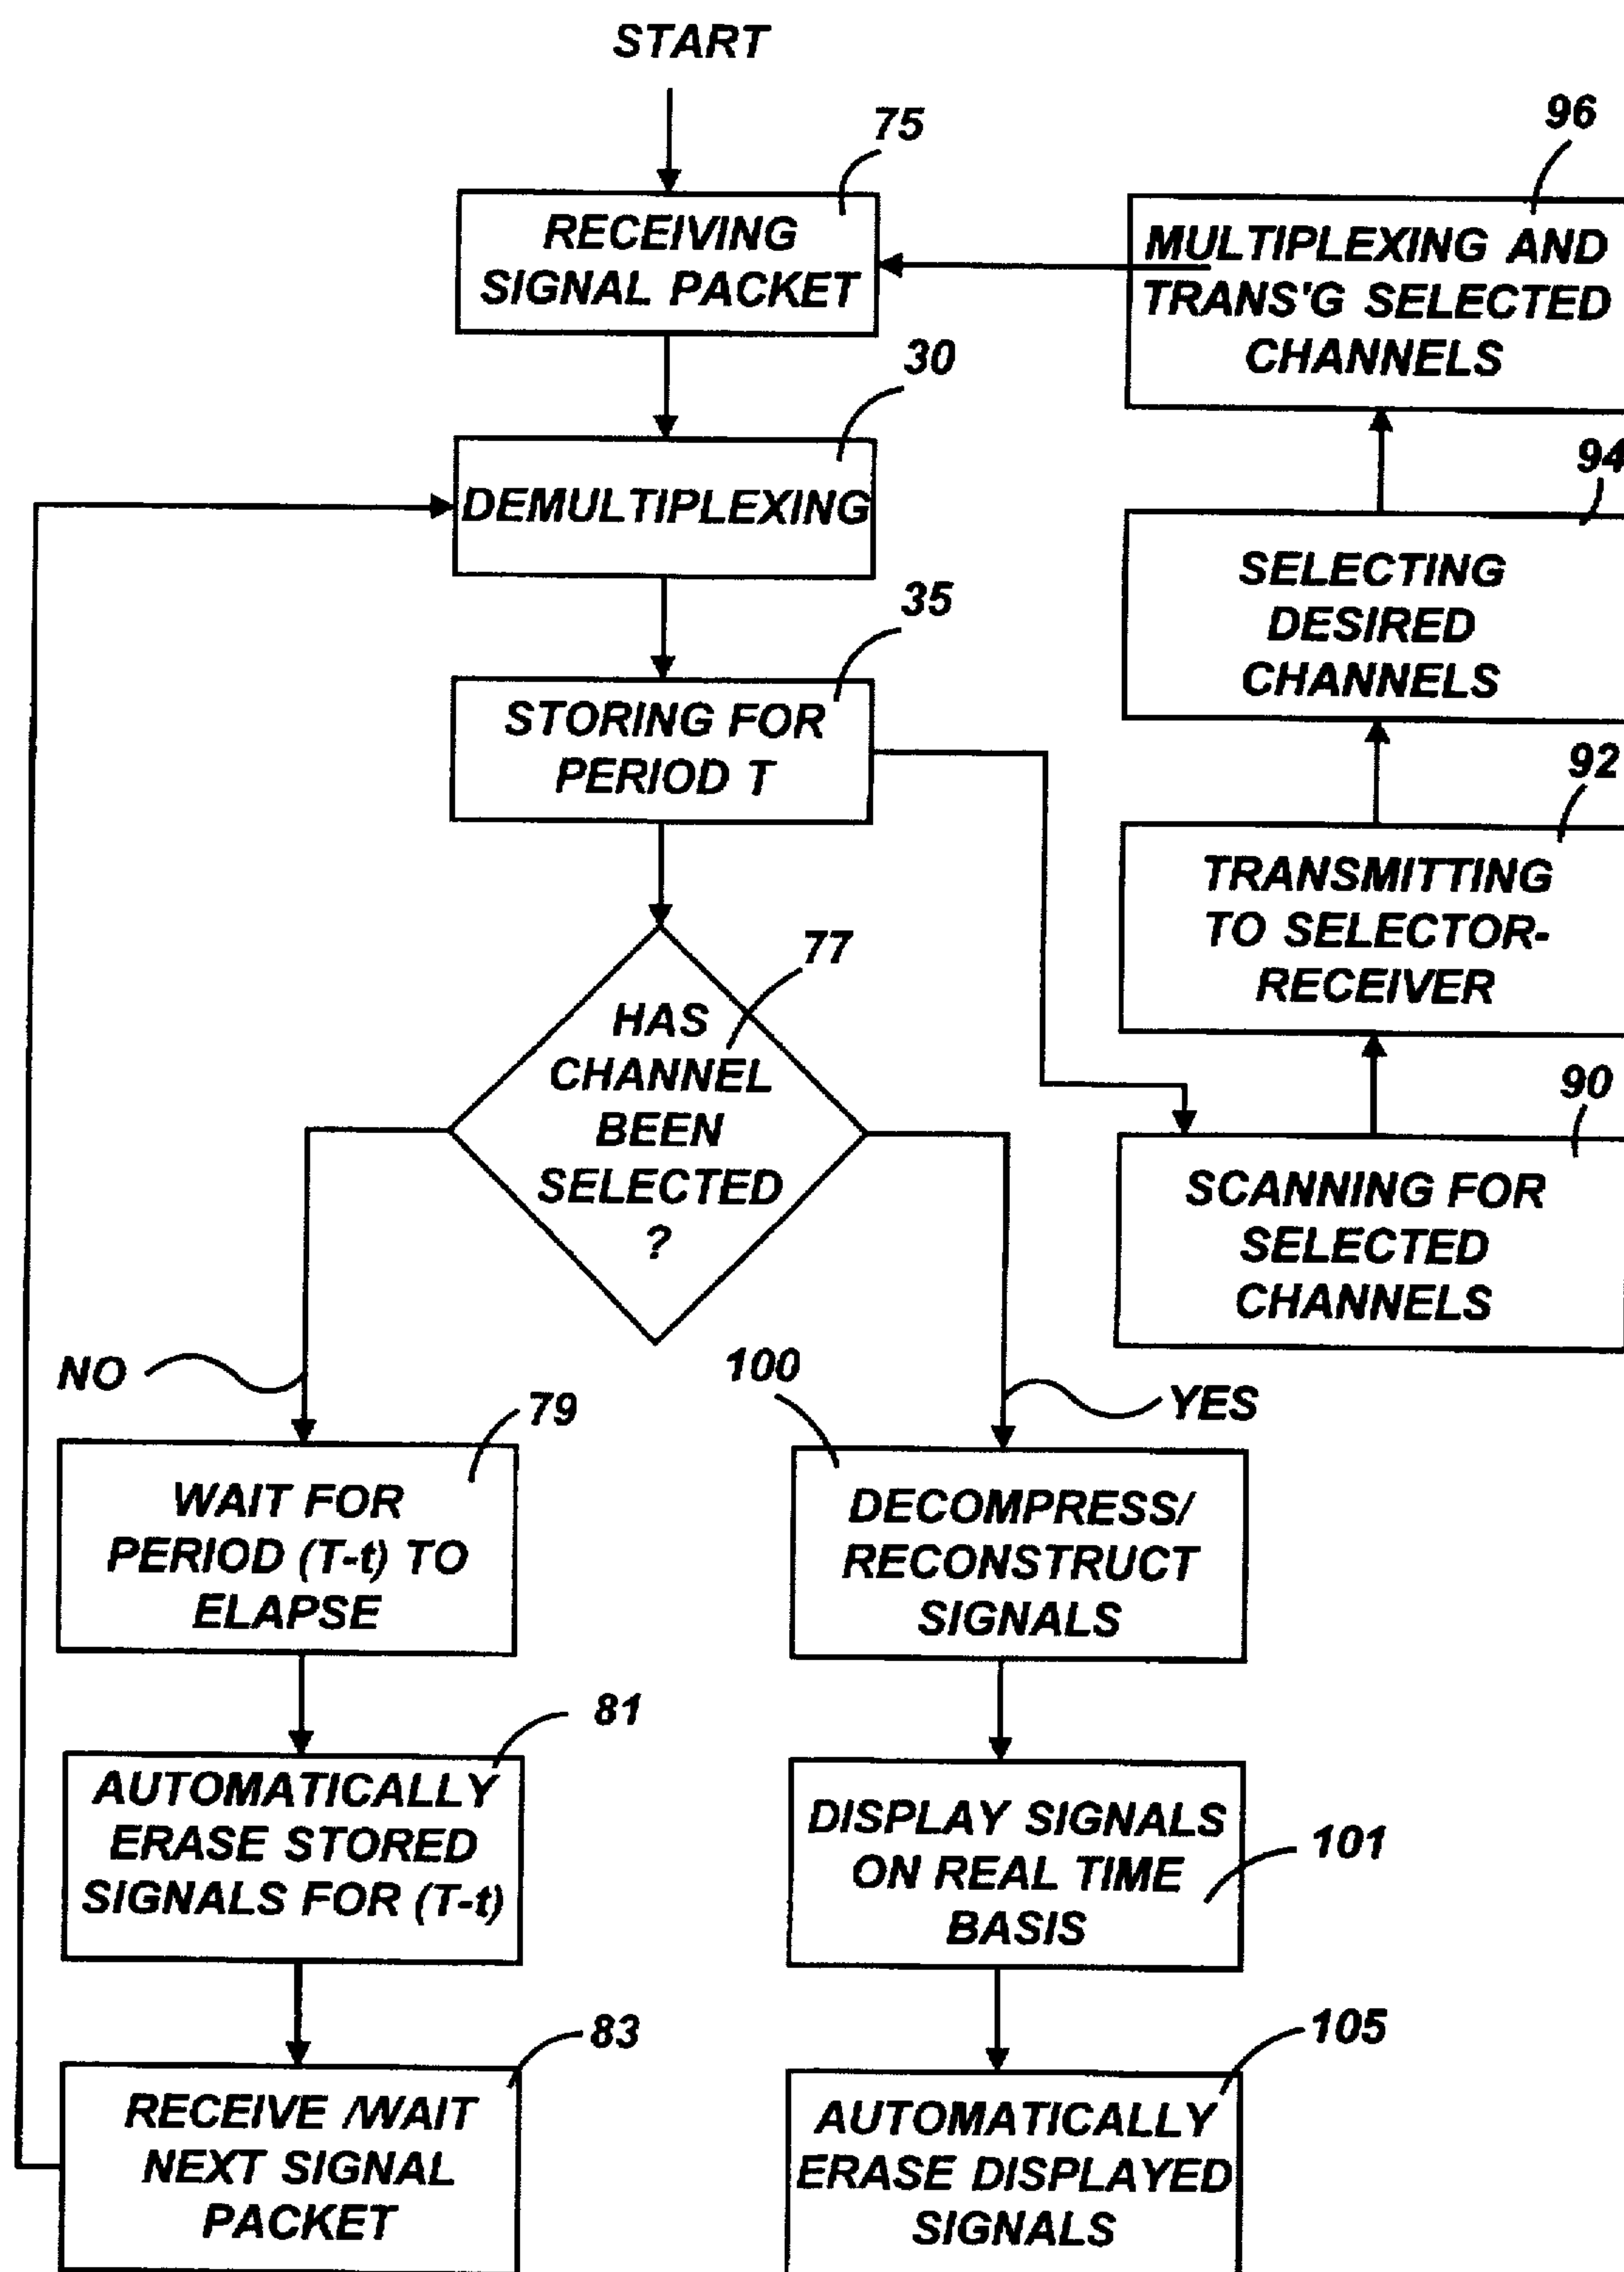 START
75
RECEIVING
SIGNAL PACKET
30
DEMULTIPLEXING
35
STORING FOR
PERIOD T
77
HAS
CHANNEL
BEEN
SELECTED
?
NO
79
WAIT FOR
PERIOD (T-t) TO
ELAPSE
81
AUTOMATICALLY
ERASE STORED
SIGNALS FOR (T-t)
83
RECEIVE /WAIT
NEXT SIGNAL
PACKET
YES
100
DECOMPRESS/
RECONSTRUCT
SIGNALS
DISPLAY SIGNALS
ON REAL TIME
BASIS
101
105
AUTOMATICALLY
ERASE DISPLAYED
SIGNALS
96
MULTIPLEXING AND
TRANS'G SELECTED
CHANNELS
94
SELECTING
DESIRED
CHANNELS
92
TRANSMITTING
TO SELECTOR-
RECEIVER
90
SCANNING FOR
SELECTED
CHANNELS